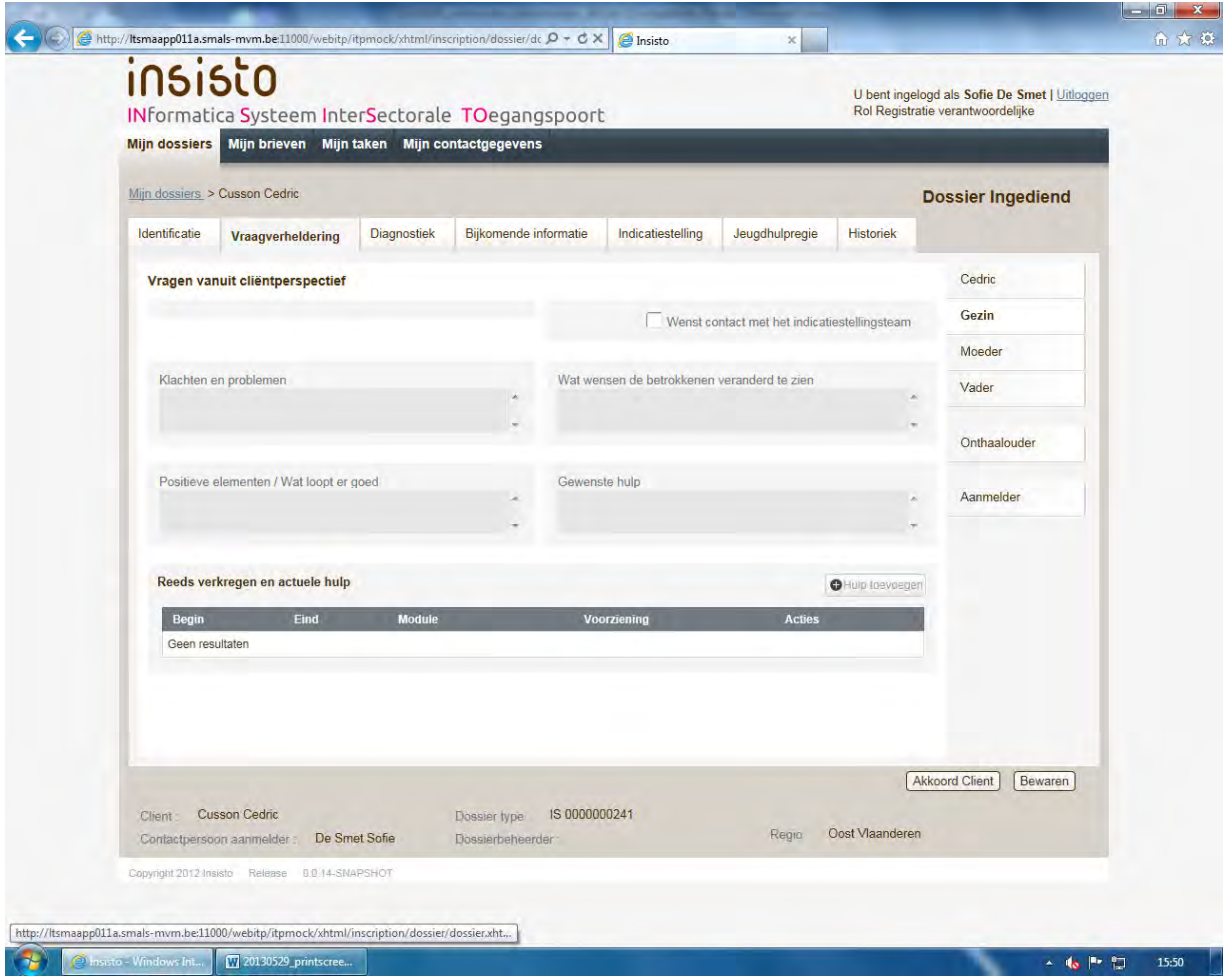 http://ltsmaapp011a.smals-mvm.be:11000/webitp/itpmock/xhtml/inscription/dossier/dc
Insisto
insisto
INformatica Systeem InterSectorale TOegangspoort
U bent ingelogd als Sofie De Smet | Uitloggen
Rol Registratie verantwoordelijke
Mijn dossiers Mijn brieven Mijn taken Mijn contactgegevens
Mijn dossiers > Cusson Cedric
Dossier Ingediend
Identificatie Vraagverheldering Diagnostiek Bijkomende informatie Indicatiestelling Jeugdhulpregie Historiek
Vragen vanuit cliëntperspectief
Cedric
Gezin
Moeder
Vader
Onthaalouder
Aanmelder
Wenst contact met het indicatiestellingsteam
Klachten en problemen
Wat wensen de betrokkenen veranderd te zien
Positieve elementen / Wat loopt er goed
Gewenste hulp
Reeds verkregen en actuele hulp
Hulp toevoegen
Begin Eind Module Voorziening Acties
Geen resultaten
Akkoord Client Bewaren
Client : Cusson Cedric Dossier type IS 0000000241
Contactpersoon aanmelder : De Smet Sofie Dossierbeheerder : Regio Oost Vlaanderen
Copyright 2012 Insisto Release 0.0.14-SNAPSHOT
http://ltsmaapp011a.smals-mvm.be:11000/webitp/itpmock/xhtml/inscription/dossier/dossier.xht...
Insisto - Windows Int... 20130529_printscree... 15:50